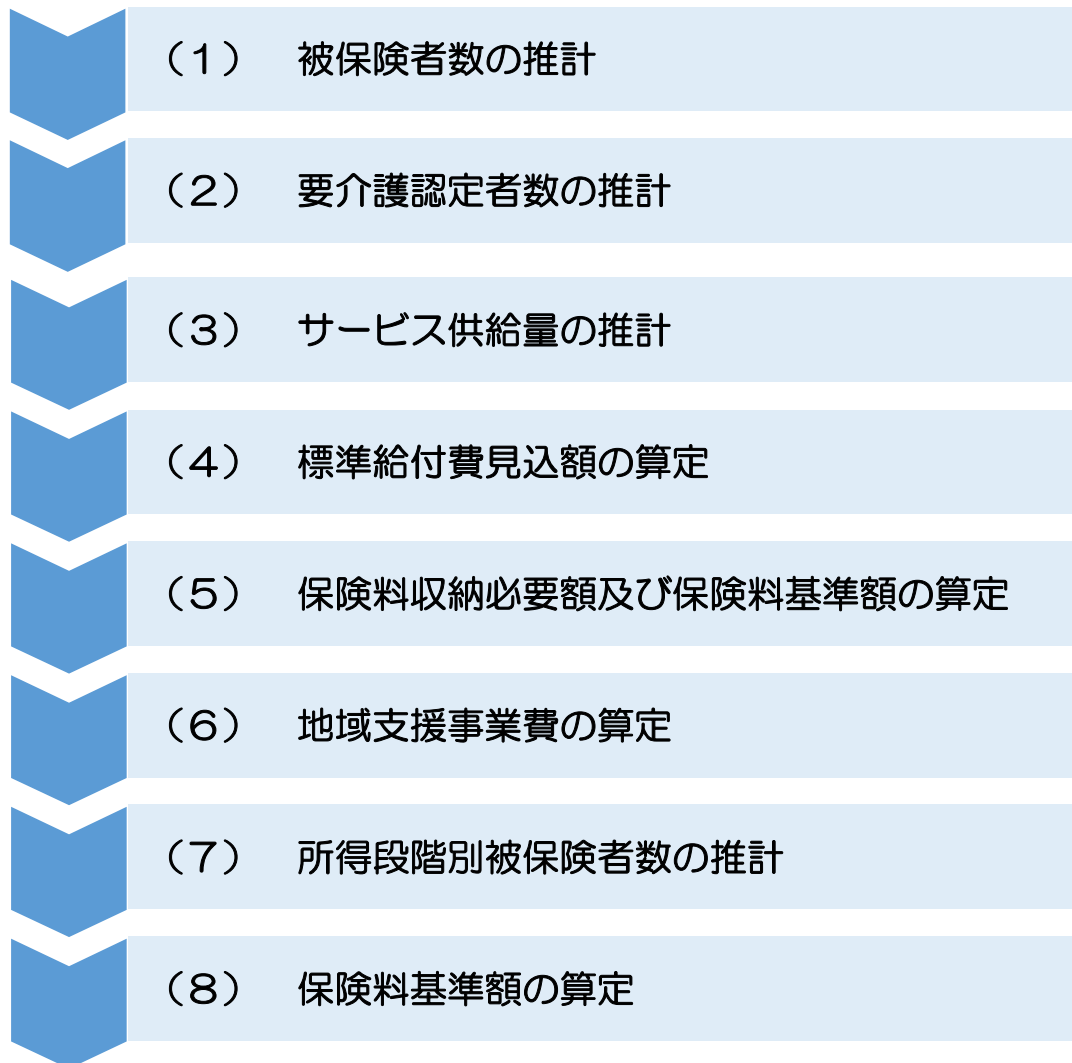 （１） 被保険者数の推計
（２） 要介護認定者数の推計
（３） サービス供給量の推計
（４） 標準給付費見込額の算定
（５） 保険料収納必要額及び保険料基準額の算定
（６） 地域支援事業費の算定
（７） 所得段階別被保険者数の推計
（８） 保険料基準額の算定